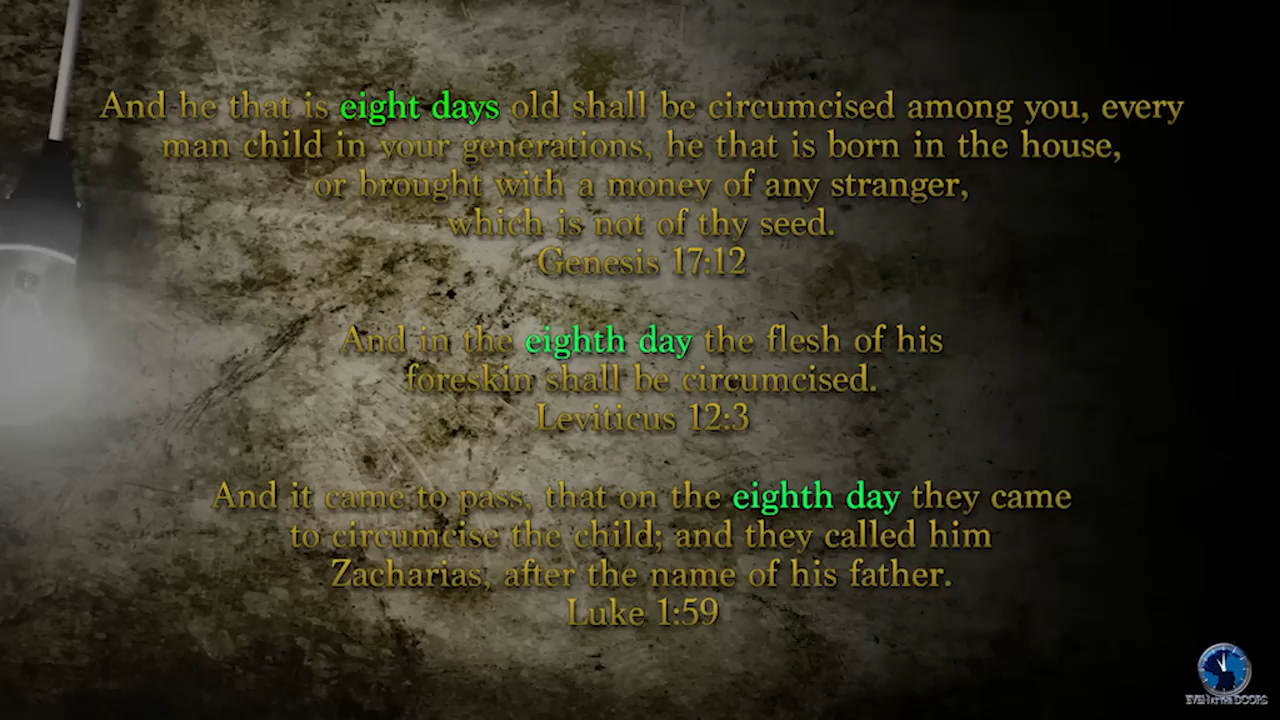 And he that is eight days old shall be circumcised among you, every
man child in your generations, he that is born in the house,
or brought with a money of any stranger,
which is not of thy seed.
Genesis 17:12
And in the eighth day the flesh of his
foreskin shall be circumcised.
Leviticus 12:3
And it came to pass, that on the eighth day they came
to circumcise the child; and they called him
Zacharias, after the name of his father.
Luke 1:59
EVEN AT THE DOORS